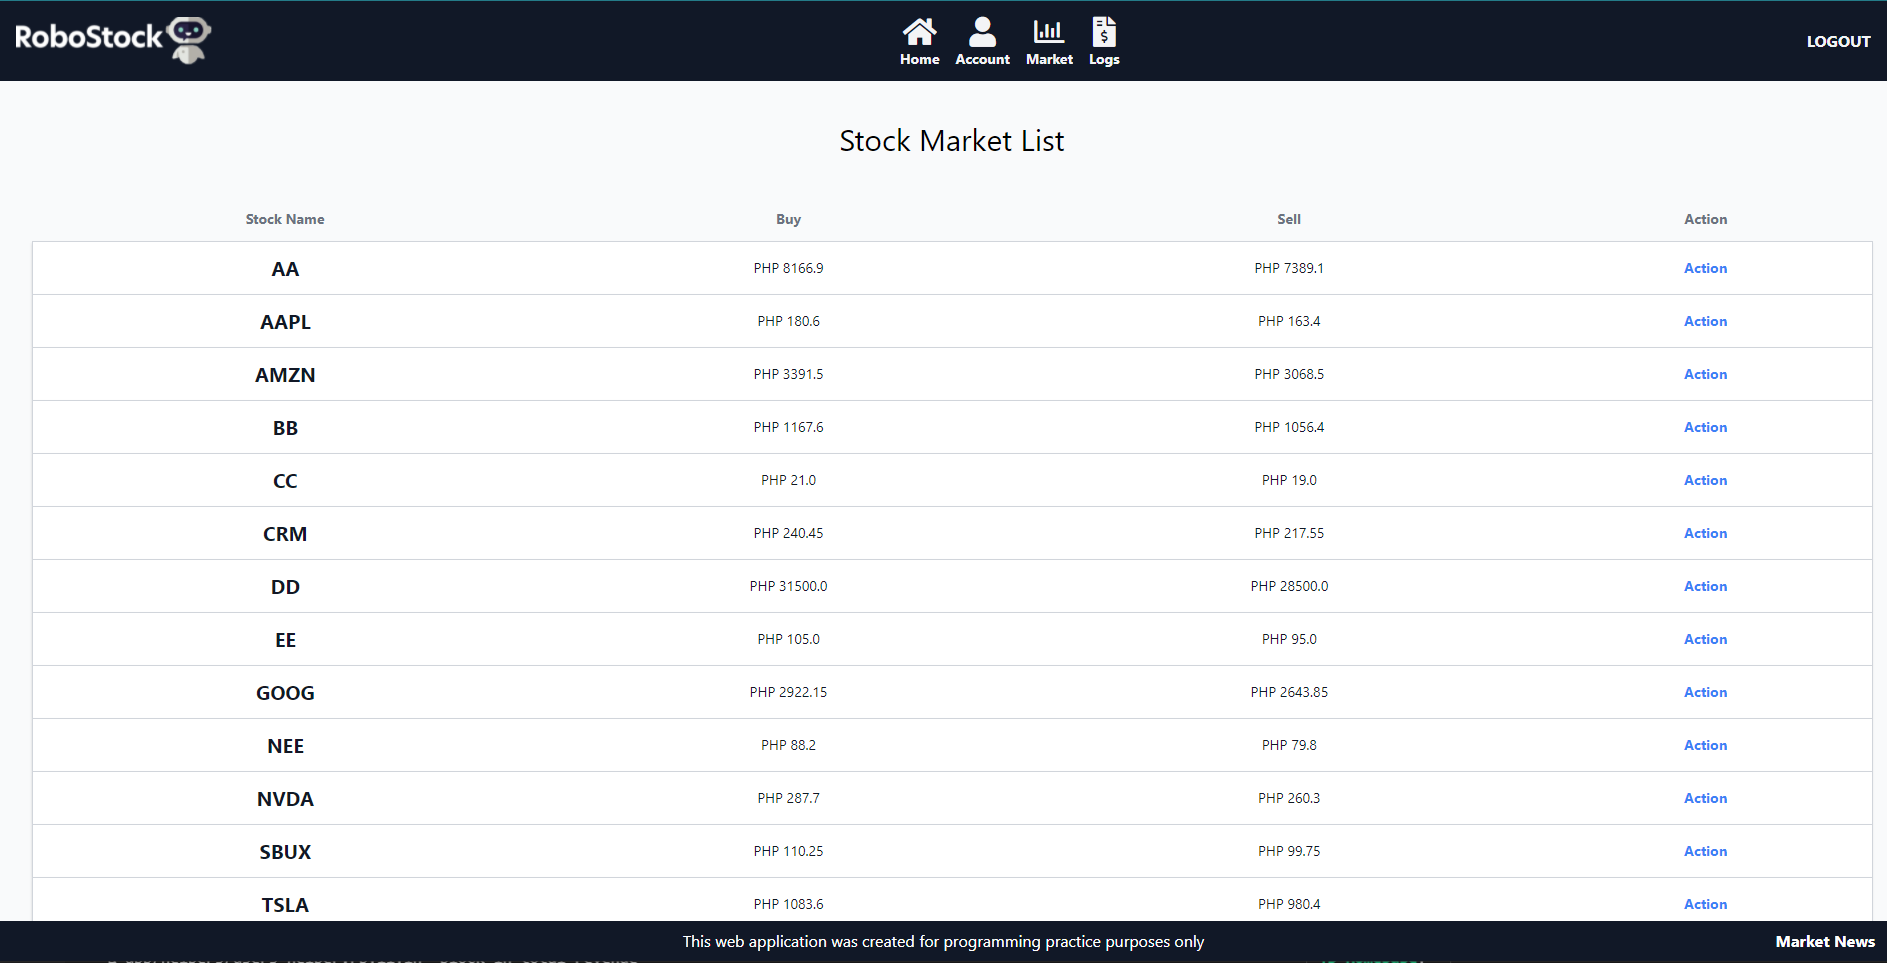 RoboStock
Home Account Market Logs
LOGOUT
Stock Market List
Stock Name Buy Sell Action
AA PHP 8166.9 PHP 7389.1 Action
AAPL PHP 180.6 PHP 163.4 Action
AMZN PHP 3391.5 PHP 3068.5 Action
BB PHP 1167.6 PHP 1056.4 Action
CC PHP 21.0 PHP 19.0 Action
CRM PHP 240.45 PHP 217.55 Action
DD PHP 31500.0 PHP 28500.0 Action
EE PHP 105.0 PHP 95.0 Action
GOOG PHP 2922.15 PHP 2643.85 Action
NEE PHP 88.2 PHP 79.8 Action
NVDA PHP 287.7 PHP 260.3 Action
SBUX PHP 110.25 PHP 99.75 Action
TSLA PHP 1083.6 PHP 980.4 Action
This web application was created for programming practice purposes only
Market News